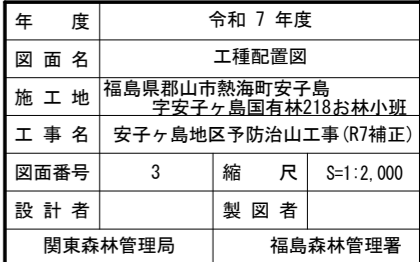 年 度 令和 7 年度
図 面 名 工種配置図
施 工 地 福島県郡山市熱海町安子島
字安子ヶ島国有林218お林小班
工 事 名 安子ヶ島地区予防治山工事(R7補正)
図面番号 3 縮 尺 S=1:2,000
設 計 者 製 図 者
関東森林管理局 福島森林管理署